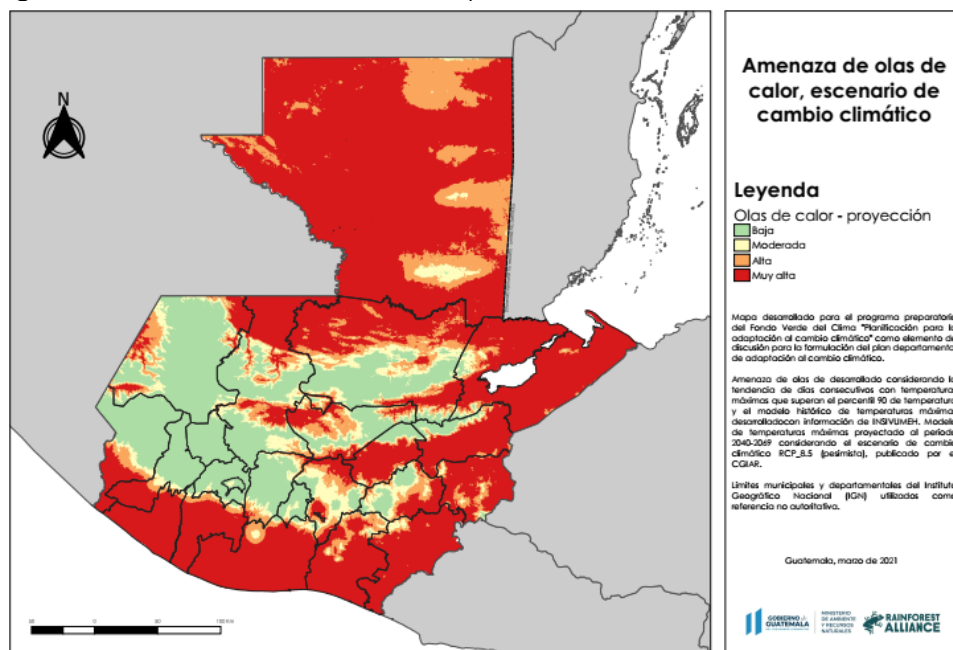 Amenaza de olas de
calor, escenario de
cambio climático
N
Leyenda
Olas de calor - proyección
Baja
Moderada
Alta
Muy alta
Mapa desarrollado para el programa preparatorio
del Fondo Verde del Clima "Planificación para la
adaptación al cambio climático" como elemento de
discusión para la formulación del plan departamental
de adaptación al cambio climático.
Amenaza de olas de desarrollado considerando la
tendencia de días consecutivos con temperaturas
máximas que superan el percentil 90 de temperatura
y el modelo histórico de temperaturas máximas
desarrolladocon información de INSIVUMEH. Modelo
de temperaturas máximas proyectado al periodo
2040-2069 considerando el escenario de cambio
climático RCP_8.5 (pesimista), publicado por el
CGIAR.
Límites municipales y departamentales del Instituto
Geográfico Nacional (IGN) utilizados como
referencia no autoritativa.
Guatemala, marzo de 2021
50 0 50 100 Km
GOBIERNO de
GUATEMALA
MINISTERIO
DE AMBIENTE
Y RECURSOS
NATURALES
RAINFOREST
ALLIANCE